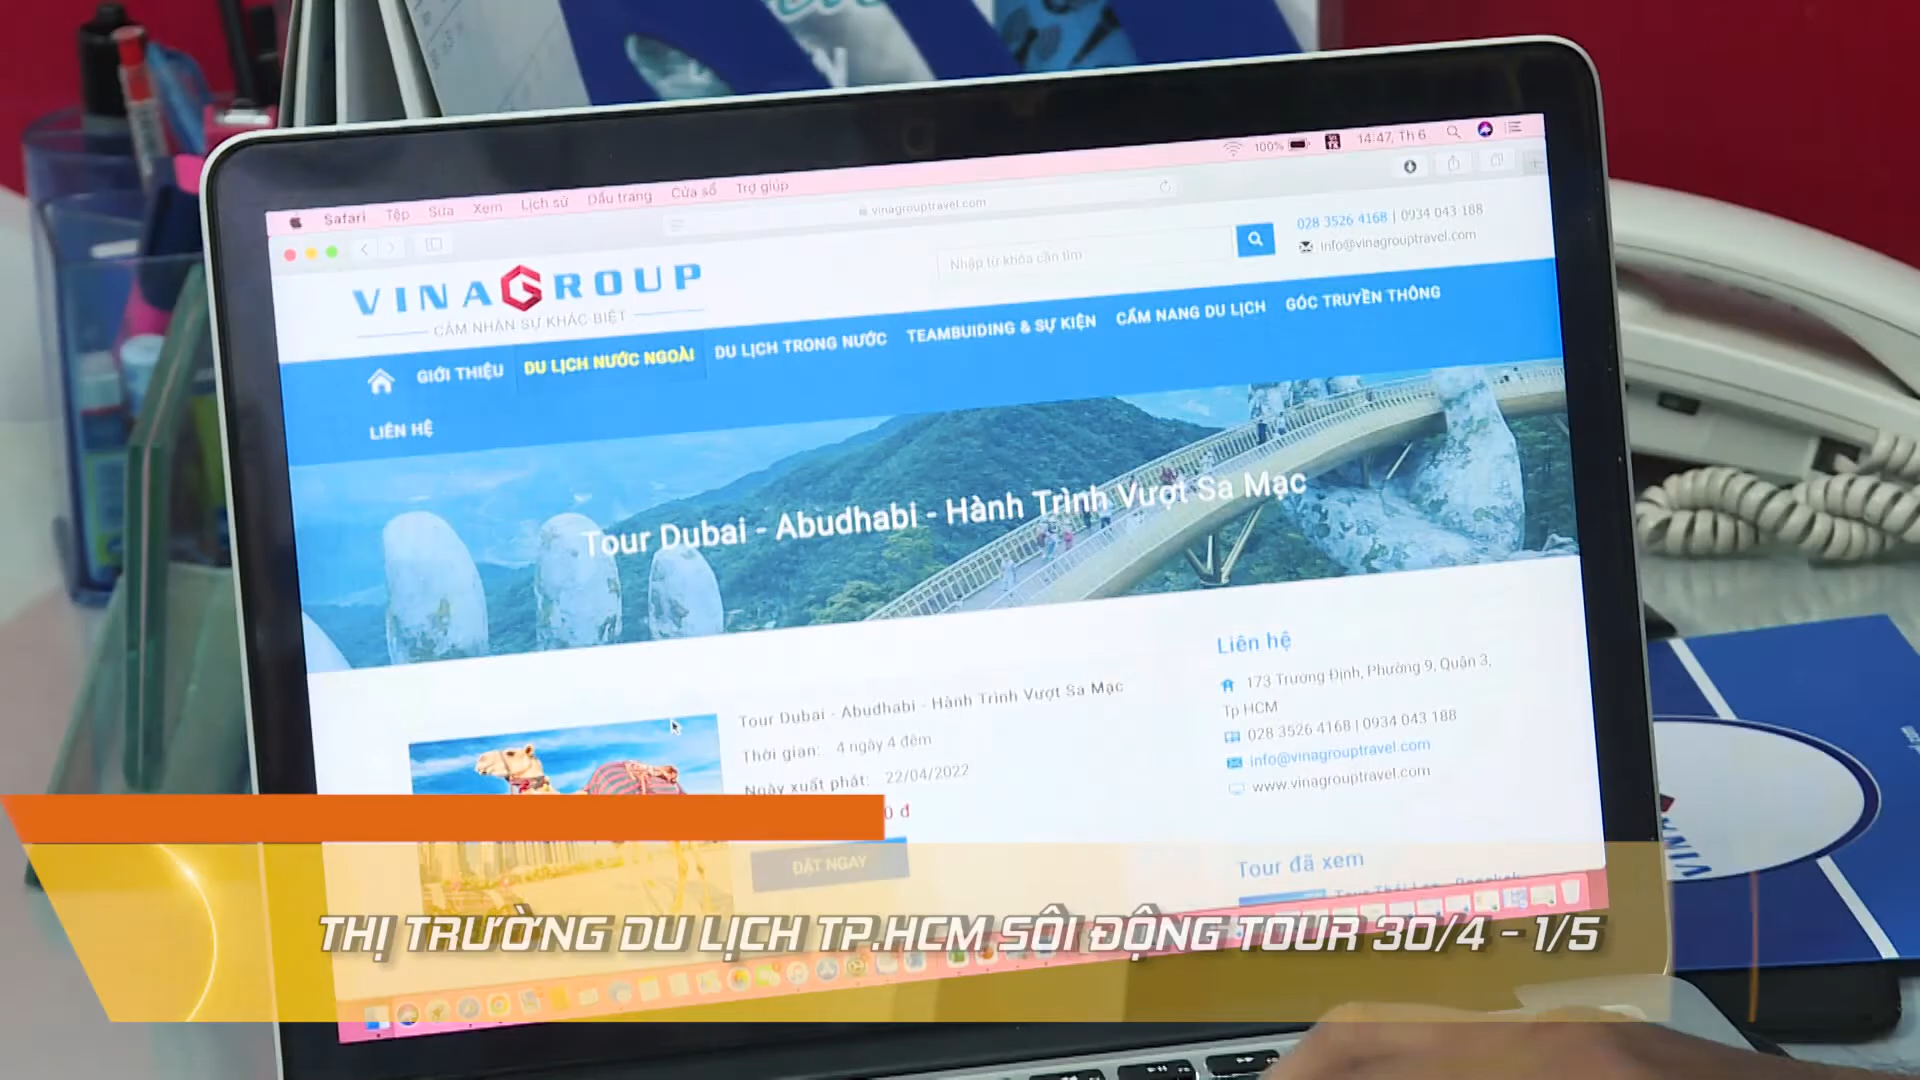 Safari Tệp Sửa Xem Lịch sử Dấu trang Cửa sổ Trợ giúp 100% 14:47, Th 6
vinagrouptravel.com
VINAGROUP
CẢM NHẬN SỰ KHÁC BIỆT
Nhập từ khóa cần tìm
028 3526 4168 | 0934 043 188
info@vinagrouptravel.com
GIỚI THIỆU DU LỊCH NƯỚC NGOÀI DU LỊCH TRONG NƯỚC TEAMBUIDING & SỰ KIỆN CẨM NANG DU LỊCH GÓC TRUYỀN THÔNG
LIÊN HỆ
Tour Dubai - Abudhabi - Hành Trình Vượt Sa Mạc
Tour Dubai - Abudhabi - Hành Trình Vượt Sa Mạc
Thời gian: 4 ngày 4 đêm
Ngày xuất phát: 22/04/2022
0 đ
ĐẶT NGAY
Liên hệ
173 Trương Định, Phường 9, Quận 3,
Tp HCM
028 3526 4168 | 0934 043 188
info@vinagrouptravel.com
www.vinagrouptravel.com
Tour đã xem
Tour Thái Lan - Bangkok
THỊ TRƯỜNG DU LỊCH TP.HCM SÔI ĐỘNG TOUR 30/4 - 1/5